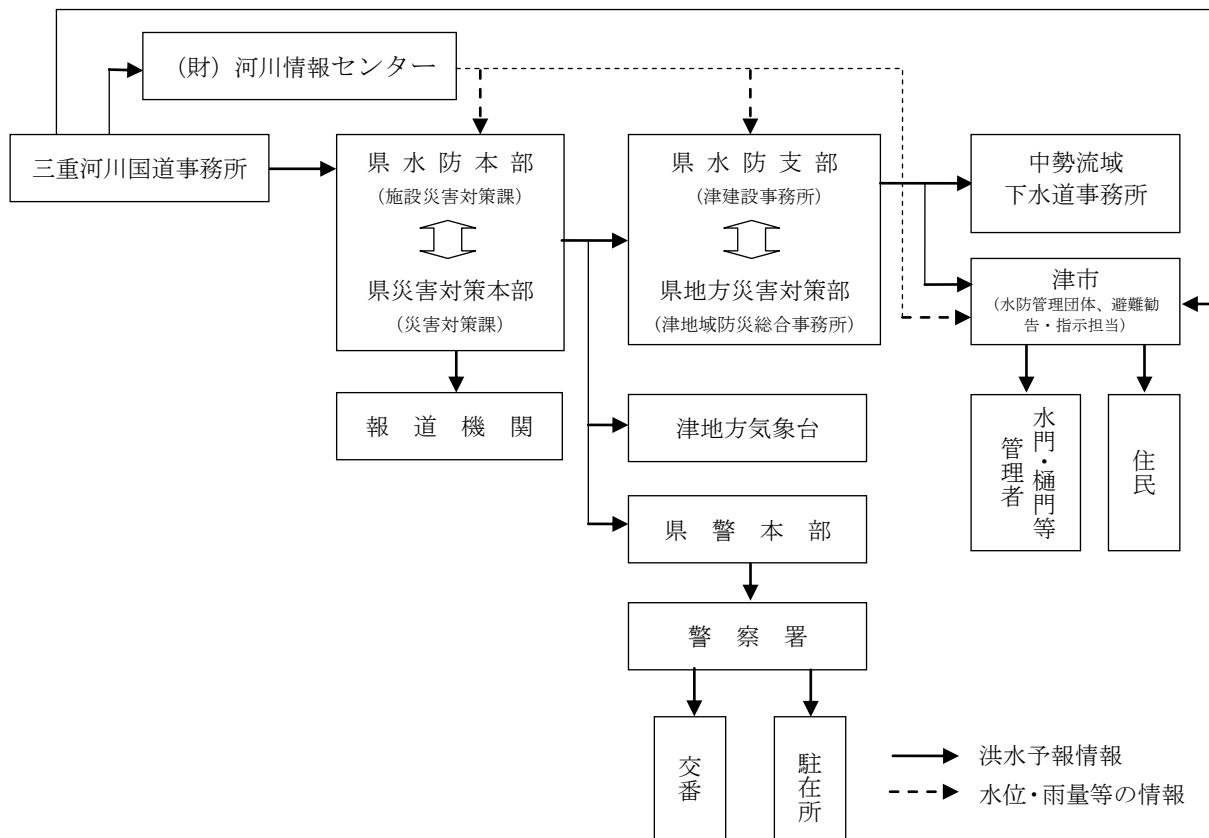 (財)河川情報センター
三重河川国道事務所
県水防本部
(施設災害対策課)
県災害対策本部
(災害対策課)
県水防支部
(津建設事務所)
県地方災害対策部
(津地域防災総合事務所)
中勢流域
下水道事務所
津市
(水防管理団体、避難勧
告・指示担当)
報道機関
津地方気象台
水門・樋門等
管理者
住民
県警本部
警察署
交番
駐在所
洪水予報情報
水位・雨量等の情報